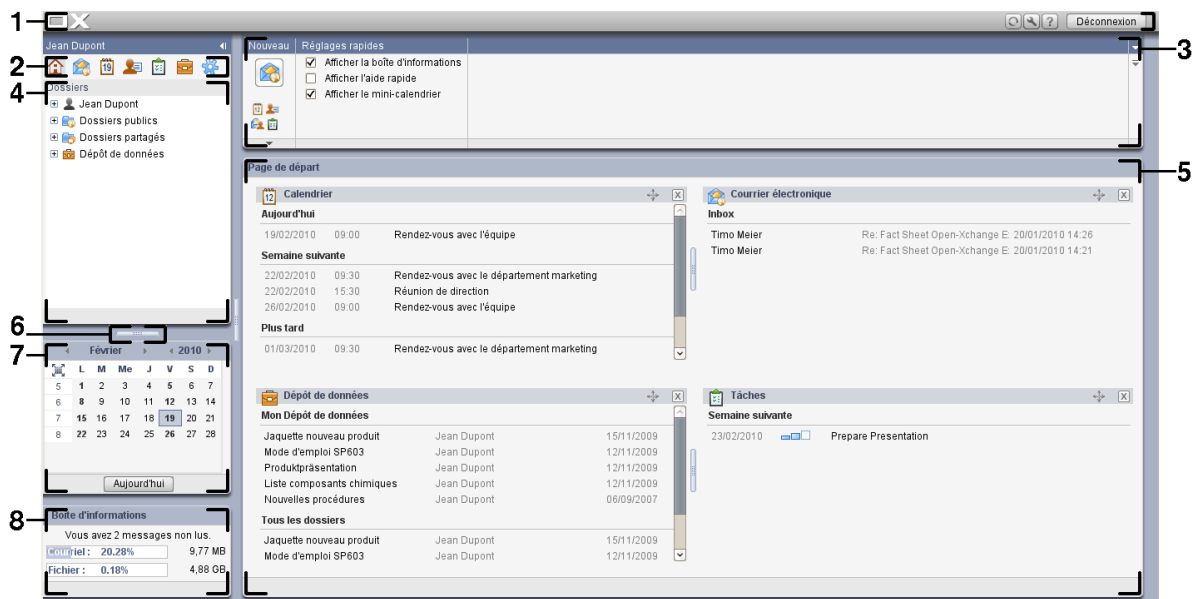 1
OX
?
Déconnexion
Jean Dupont
2
19
4
Dossiers
Jean Dupont
Dossiers publics
Dossiers partagés
Dépôt de données
Nouveau
Réglages rapides
3
Afficher la boîte d'informations
Afficher l'aide rapide
Afficher le mini-calendrier
12
Page de départ
5
12 Calendrier X
Aujourd'hui
19/02/2010 09:00 Rendez-vous avec l'équipe
Semaine suivante
22/02/2010 09:30 Rendez-vous avec le département marketing
22/02/2010 15:30 Réunion de direction
26/02/2010 09:00 Rendez-vous avec l'équipe
Plus tard
01/03/2010 09:30 Rendez-vous avec le département marketing
Courrier électronique X
Inbox
Timo Meier Re: Fact Sheet Open-Xchange E: 20/01/2010 14:26
Timo Meier Re: Fact Sheet Open-Xchange E: 20/01/2010 14:21
6
7
Février 2010
L M Me J V S D
5 1 2 3 4 5 6 7
6 8 9 10 11 12 13 14
7 15 16 17 18 19 20 21
8 22 23 24 25 26 27 28
Aujourd'hui
Dépôt de données X
Mon Dépôt de données
Jaquette nouveau produit Jean Dupont 15/11/2009
Mode d'emploi SP603 Jean Dupont 12/11/2009
Produktpräsentation Jean Dupont 12/11/2009
Liste composants chimiques Jean Dupont 12/11/2009
Nouvelles procédures Jean Dupont 06/09/2007
Tous les dossiers
Jaquette nouveau produit Jean Dupont 15/11/2009
Mode d'emploi SP603 Jean Dupont 12/11/2009
Tâches X
Semaine suivante
23/02/2010 Prepare Presentation
8
Boîte d'informations
Vous avez 2 messages non lus.
Courriel : 20.28% 9,77 MB
Fichier : 0.18% 4,88 GB